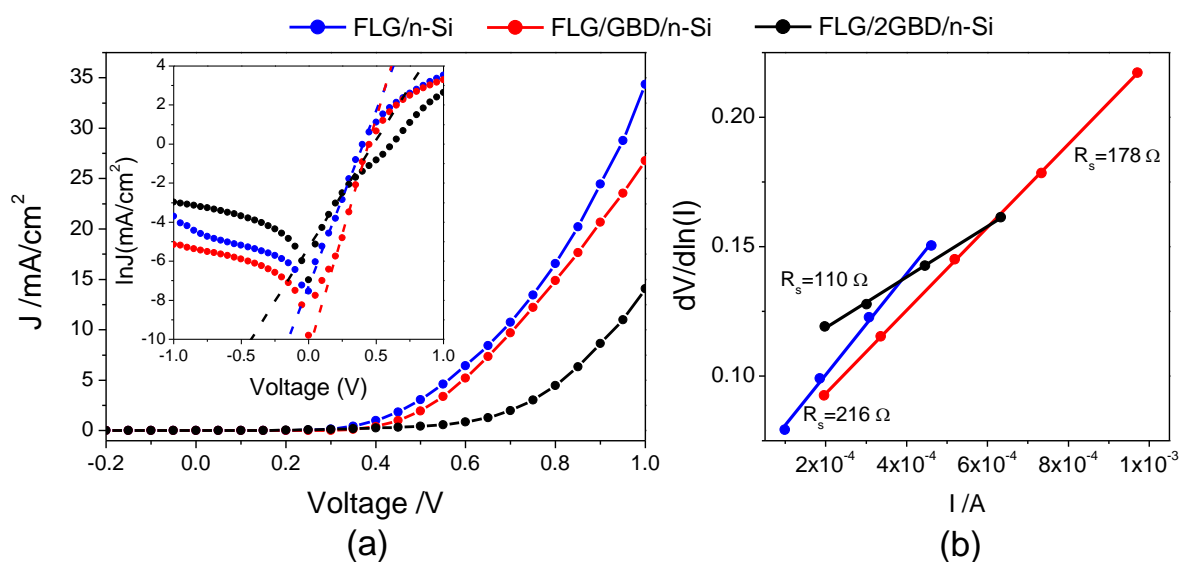 FLG/n-Si FLG/GBD/n-Si FLG/2GBD/n-Si
35
30
25
20
15
10
5
0
J /mA/cm²
-0.2 0.0 0.2 0.4 0.6 0.8 1.0
Voltage /V
(a)
4
2
0
-2
-4
-6
-8
-10
lnJ(mA/cm²)
-1.0 -0.5 0.0 0.5 1.0
Voltage (V)
0.20
0.15
0.10
dV/dln(I)
Rₛ=178 Ω
Rₛ=110 Ω
Rₛ=216 Ω
2x10⁻⁴ 4x10⁻⁴ 6x10⁻⁴ 8x10⁻⁴ 1x10⁻³
I /A
(b)